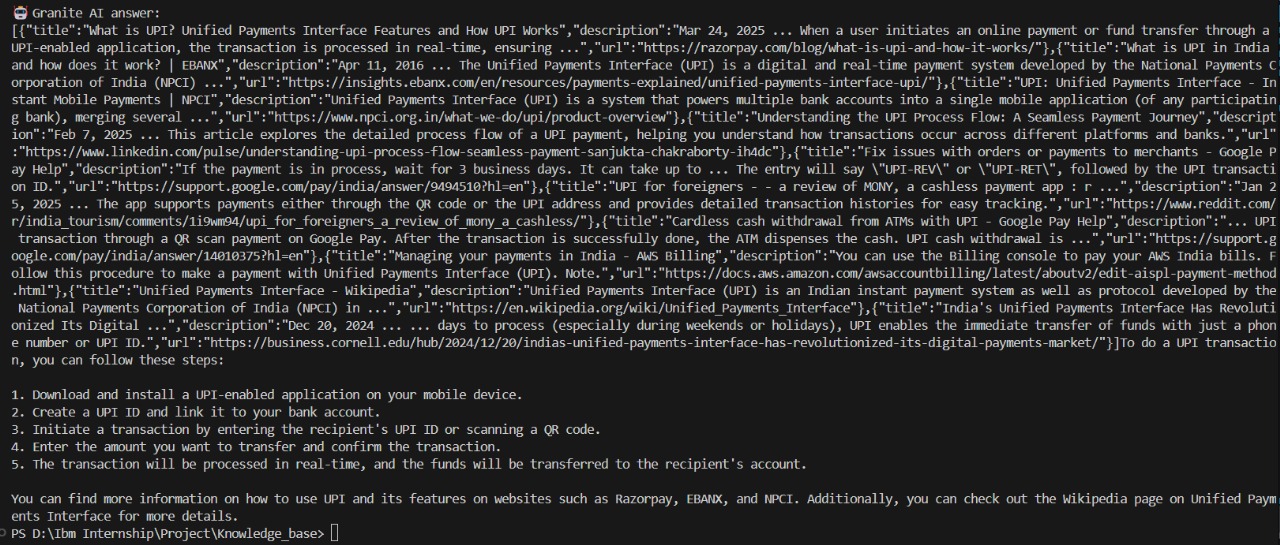 🤖 Granite AI answer:
[{"title":"What is UPI? Unified Payments Interface Features and How UPI Works","description":"Mar 24, 2025 ... When a user initiates an online payment or fund transfer through a
UPI-enabled application, the transaction is processed in real-time, ensuring ...","url":"https://razorpay.com/blog/what-is-upi-and-how-it-works/"},{"title":"What is UPI in India
and how does it work? | EBANX","description":"Apr 11, 2016 ... The Unified Payments Interface (UPI) is a digital and real-time payment system developed by the National Payments C
orporation of India (NPCI) ...","url":"https://insights.ebanx.com/en/resources/payments-explained/unified-payments-interface-upi/"},{"title":"UPI: Unified Payments Interface - In
stant Mobile Payments | NPCI","description":"Unified Payments Interface (UPI) is a system that powers multiple bank accounts into a single mobile application (of any participatin
g bank), merging several ...","url":"https://www.npci.org.in/what-we-do/upi/product-overview"},{"title":"Understanding the UPI Process Flow: A Seamless Payment Journey","descript
ion":"Feb 7, 2025 ... This article explores the detailed process flow of a UPI payment, helping you understand how transactions occur across different platforms and banks.","url"
:"https://www.linkedin.com/pulse/understanding-upi-process-flow-seamless-payment-sanjukta-chakraborty-ih4dc"},{"title":"Fix issues with orders or payments to merchants - Google P
ay Help","description":"If the payment is in process, wait for 3 business days. It can take up to ... The entry will say \"UPI-REV\" or \"UPI-RET\", followed by the UPI transacti
on ID.","url":"https://support.google.com/pay/india/answer/9494510?hl=en"},{"title":"UPI for foreigners - - a review of MONY, a cashless payment app : r ...","description":"Jan 2
5, 2025 ... The app supports payments either through the QR code or the UPI address and provides detailed transaction histories for easy tracking.","url":"https://www.reddit.com/
r/india_tourism/comments/1i9wm94/upi_for_foreigners_a_review_of_mony_a_cashless/"},{"title":"Cardless cash withdrawal from ATMs with UPI - Google Pay Help","description":"... UPI
transaction through a QR scan payment on Google Pay. After the transaction is successfully done, the ATM dispenses the cash. UPI cash withdrawal is ...","url":"https://support.g
oogle.com/pay/india/answer/14010375?hl=en"},{"title":"Managing your payments in India - AWS Billing","description":"You can use the Billing console to pay your AWS India bills. F
ollow this procedure to make a payment with Unified Payments Interface (UPI). Note.","url":"https://docs.aws.amazon.com/awsaccountbilling/latest/aboutv2/edit-aispl-payment-method
.html"},{"title":"Unified Payments Interface - Wikipedia","description":"Unified Payments Interface (UPI) is an Indian instant payment system as well as protocol developed by the
National Payments Corporation of India (NPCI) in ...","url":"https://en.wikipedia.org/wiki/Unified_Payments_Interface"},{"title":"India's Unified Payments Interface Has Revoluti
onized Its Digital ...","description":"Dec 20, 2024 ... ... days to process (especially during weekends or holidays), UPI enables the immediate transfer of funds with just a phon
e number or UPI ID.","url":"https://business.cornell.edu/hub/2024/12/20/indias-unified-payments-interface-has-revolutionized-its-digital-payments-market/"}]To do a UPI transactio
n, you can follow these steps:
1. Download and install a UPI-enabled application on your mobile device.
2. Create a UPI ID and link it to your bank account.
3. Initiate a transaction by entering the recipient's UPI ID or scanning a QR code.
4. Enter the amount you want to transfer and confirm the transaction.
5. The transaction will be processed in real-time, and the funds will be transferred to the recipient's account.
You can find more information on how to use UPI and its features on websites such as Razorpay, EBANX, and NPCI. Additionally, you can check out the Wikipedia page on Unified Paym
ents Interface for more details.
PS D:\Ibm Internship\Project\Knowledge_base>